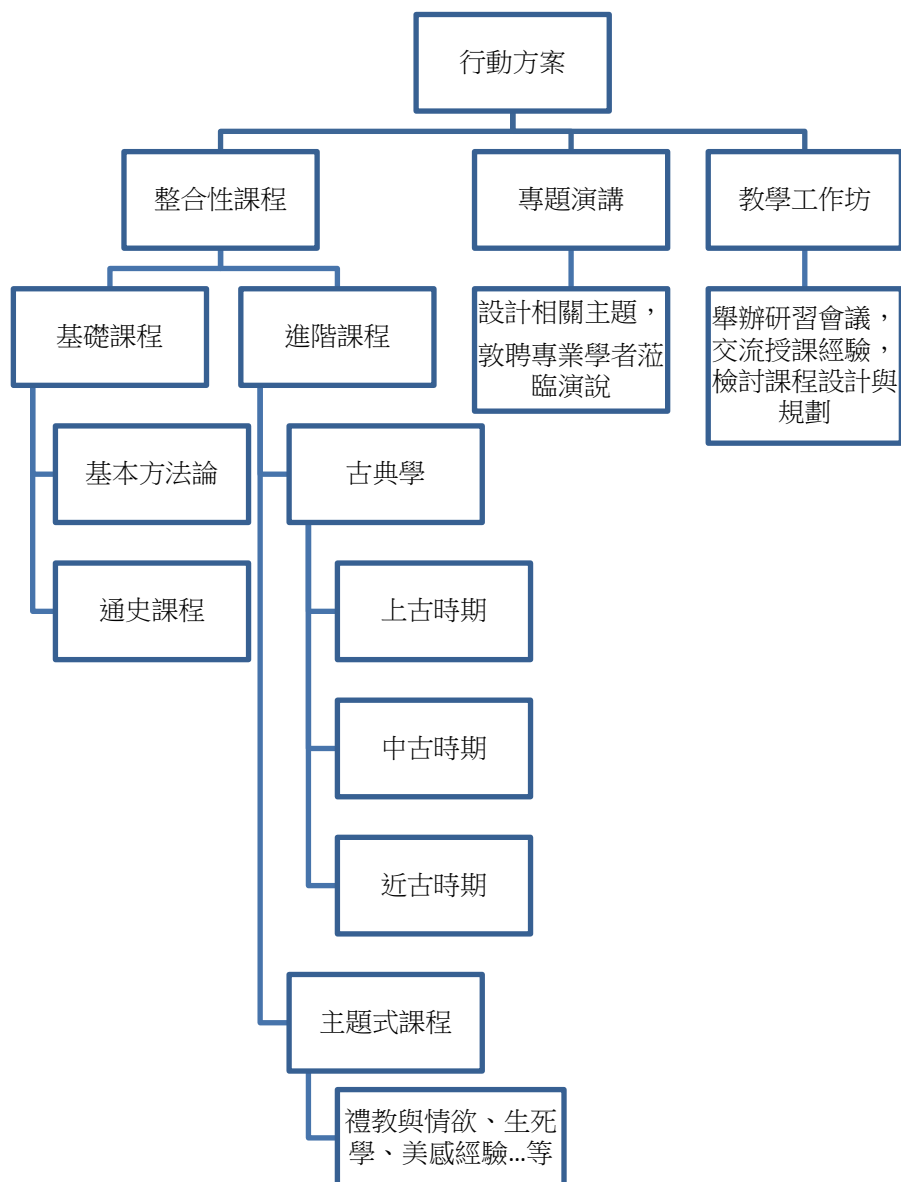 行動方案
整合性課程
專題演講
教學工作坊
基礎課程
進階課程
設計相關主題，
敦聘專業學者蒞
臨演說
舉辦研習會議，
交流授課經驗，
檢討課程設計與
規劃
基本方法論
古典學
通史課程
上古時期
中古時期
近古時期
主題式課程
禮教與情欲、生死
學、美感經驗...等